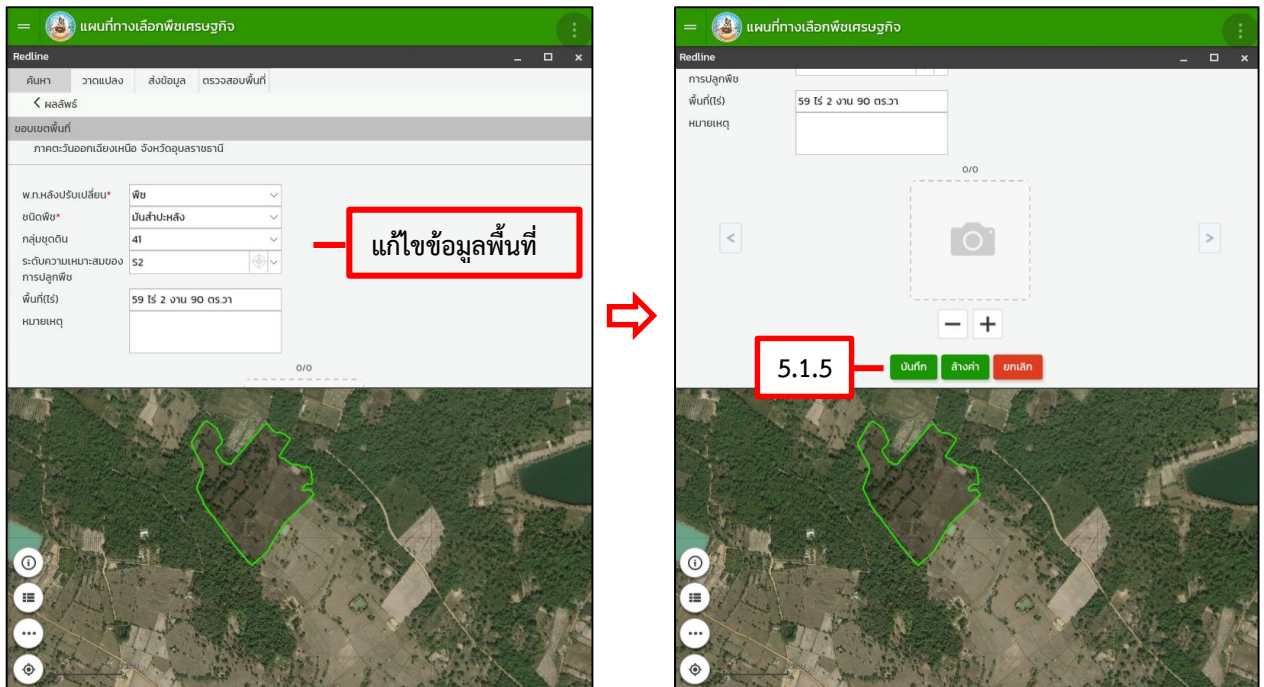 แผนที่ทางเลือกพืชเศรษฐกิจ
Redline
ค้นหา วาดแปลง ส่งข้อมูล ตรวจสอบพื้นที่
< ผลลัพธ์
ขอบเขตพื้นที่
ภาคตะวันออกเฉียงเหนือ จังหวัดอุบลราชธานี
พ.ท.หลังปรับเปลี่ยน* พืช
ชนิดพืช* มันสำปะหลัง
กลุ่มชุดดิน 41
ระดับความเหมาะสมของ S2
การปลูกพืช
พื้นที่(ไร่) 59 ไร่ 2 งาน 90 ตร.วา
หมายเหตุ
0/0
แก้ไขข้อมูลพื้นที่
แผนที่ทางเลือกพืชเศรษฐกิจ
Redline
การปลูกพืช
พื้นที่(ไร่) 59 ไร่ 2 งาน 90 ตร.วา
หมายเหตุ
0/0
< >
− +
5.1.5
บันทึก ล้างค่า ยกเลิก